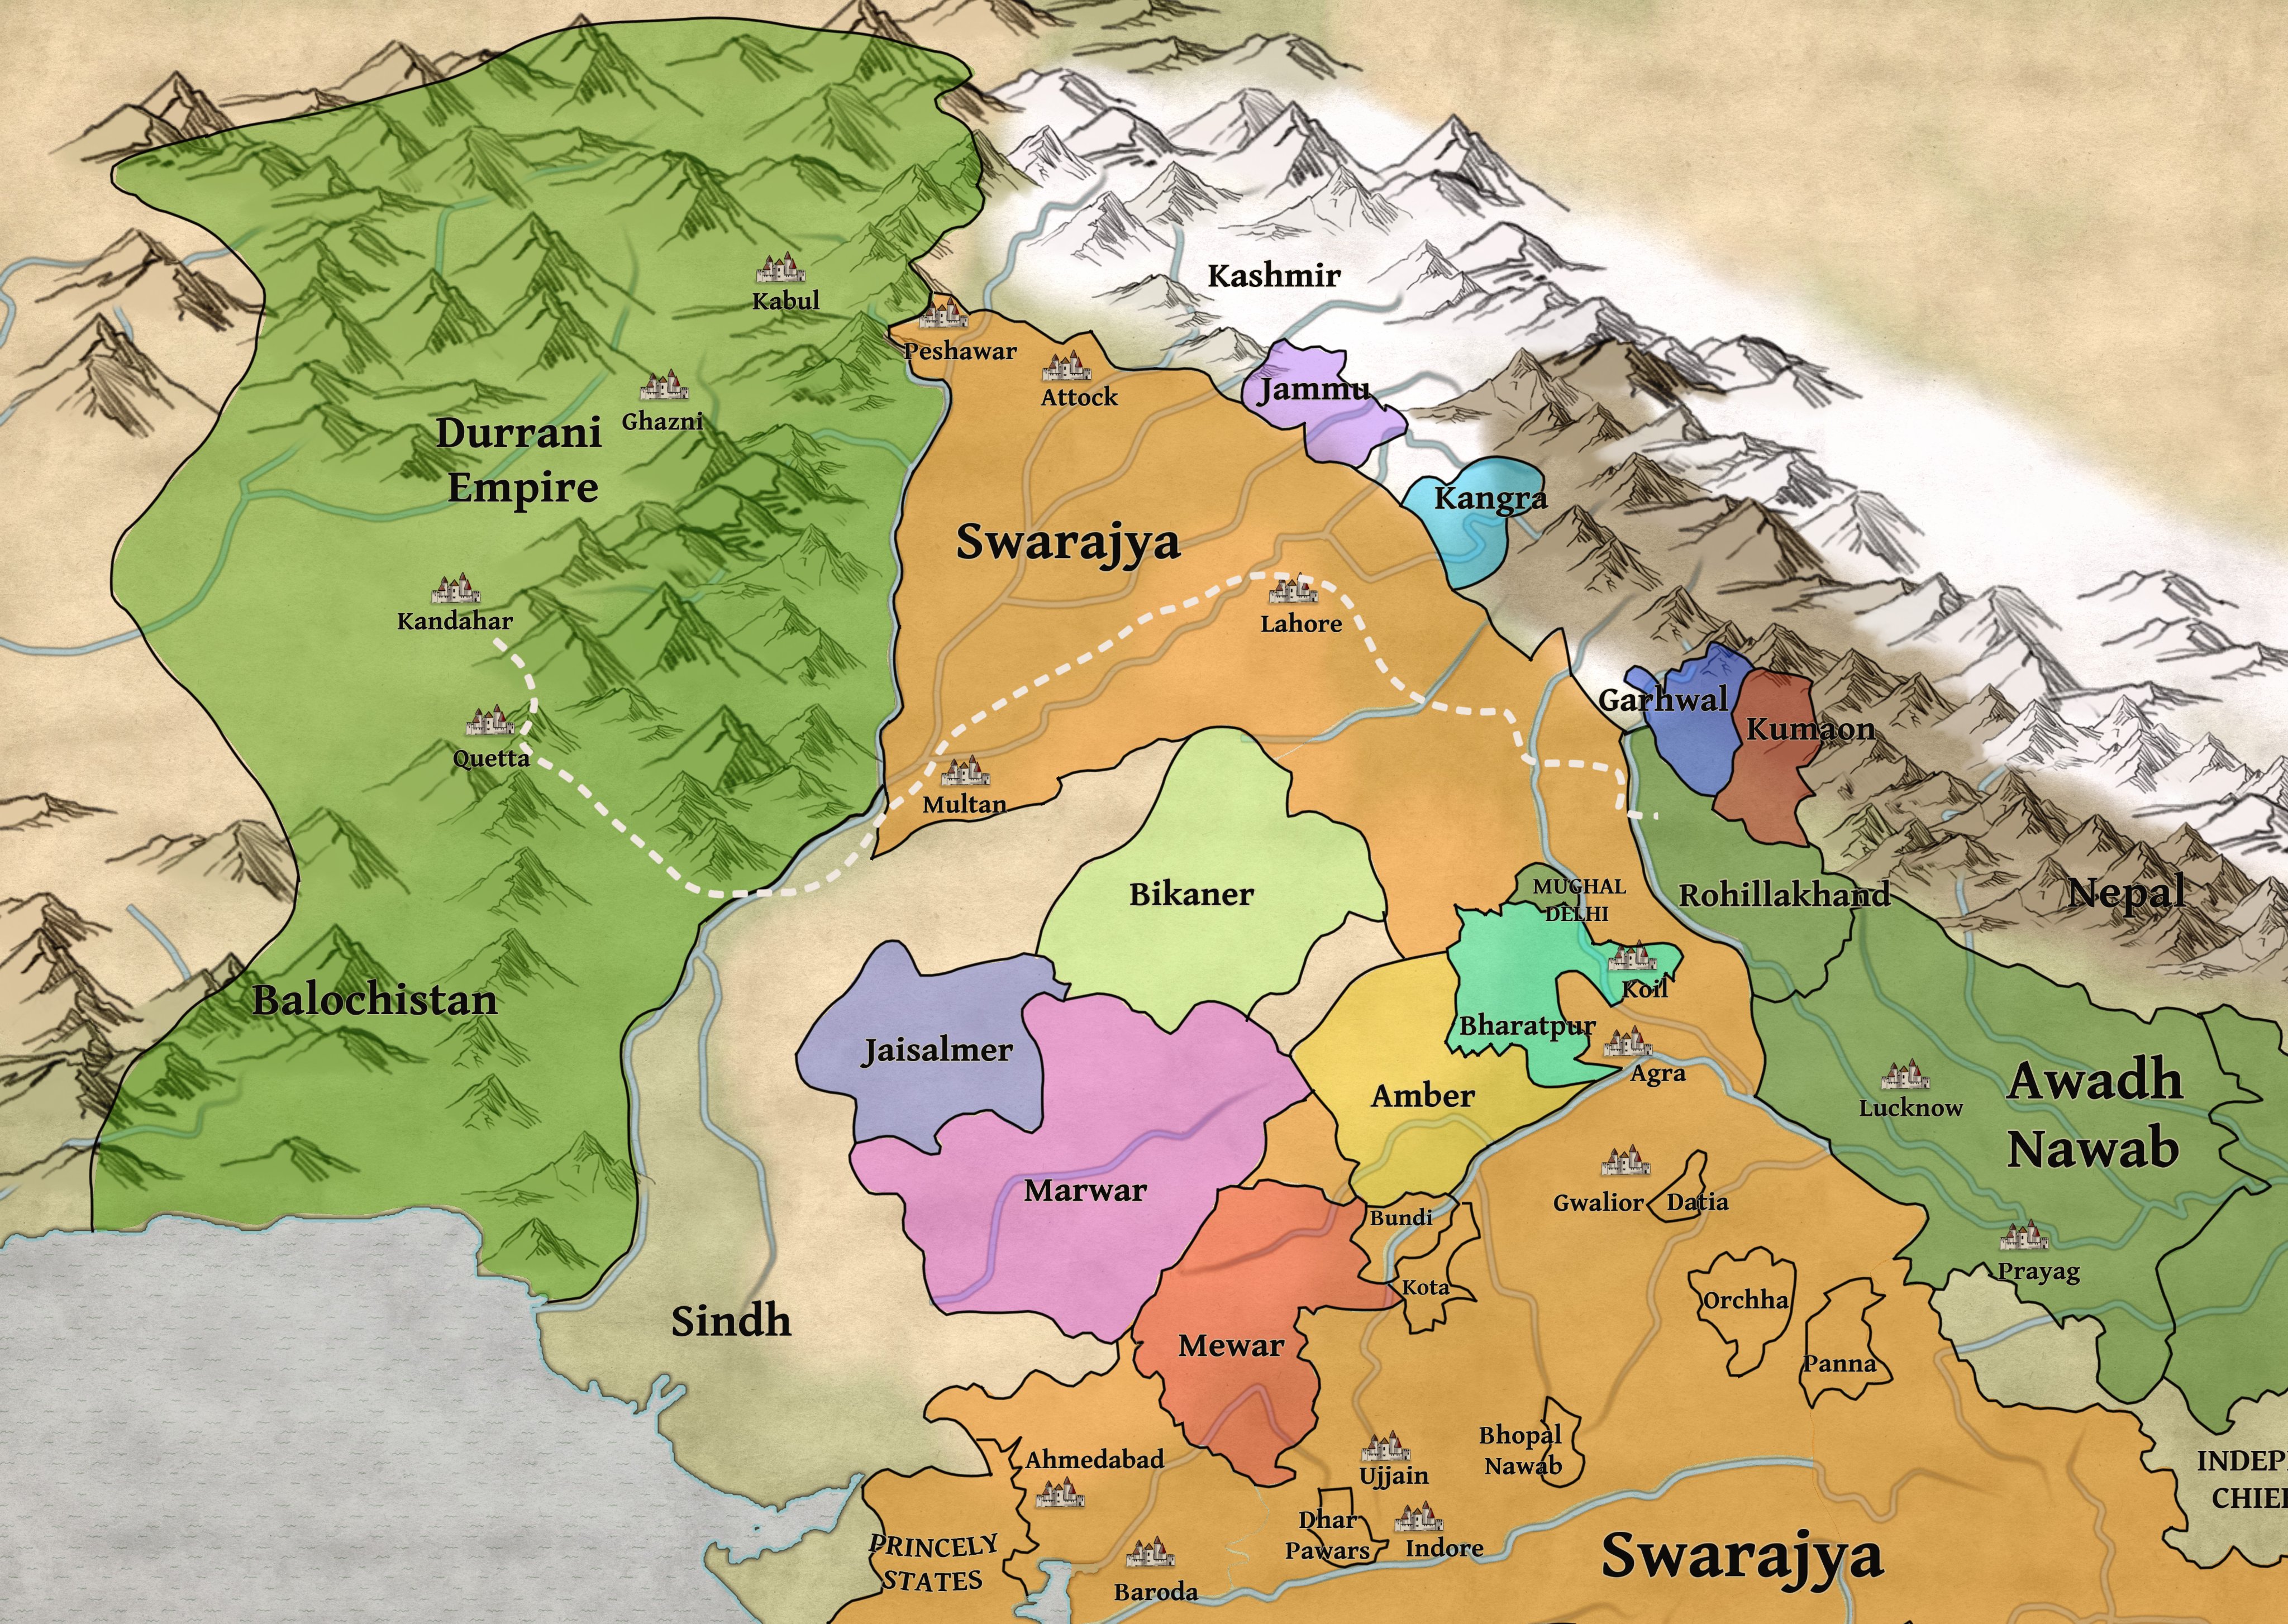 Kashmir
Kabul
Peshawar
Attock
Jammu
Durrani
Empire
Ghazni
Kangra
Swarajya
Kandahar
Lahore
Garhwal
Kumaon
Quetta
Multan
Bikaner
MUGHAL
DELHI
Rohillakhand
Nepal
Balochistan
Koil
Jaisalmer
Bharatpur
Agra
Amber
Awadh
Nawab
Lucknow
Marwar
Gwalior
Datia
Bundi
Prayag
Kota
Orchha
Sindh
Mewar
Panna
Bhopal
Nawab
Ahmedabad
Ujjain
Dhar
Pawars
Indore
Swarajya
PRINCELY
STATES
Baroda
INDEP
CHIE